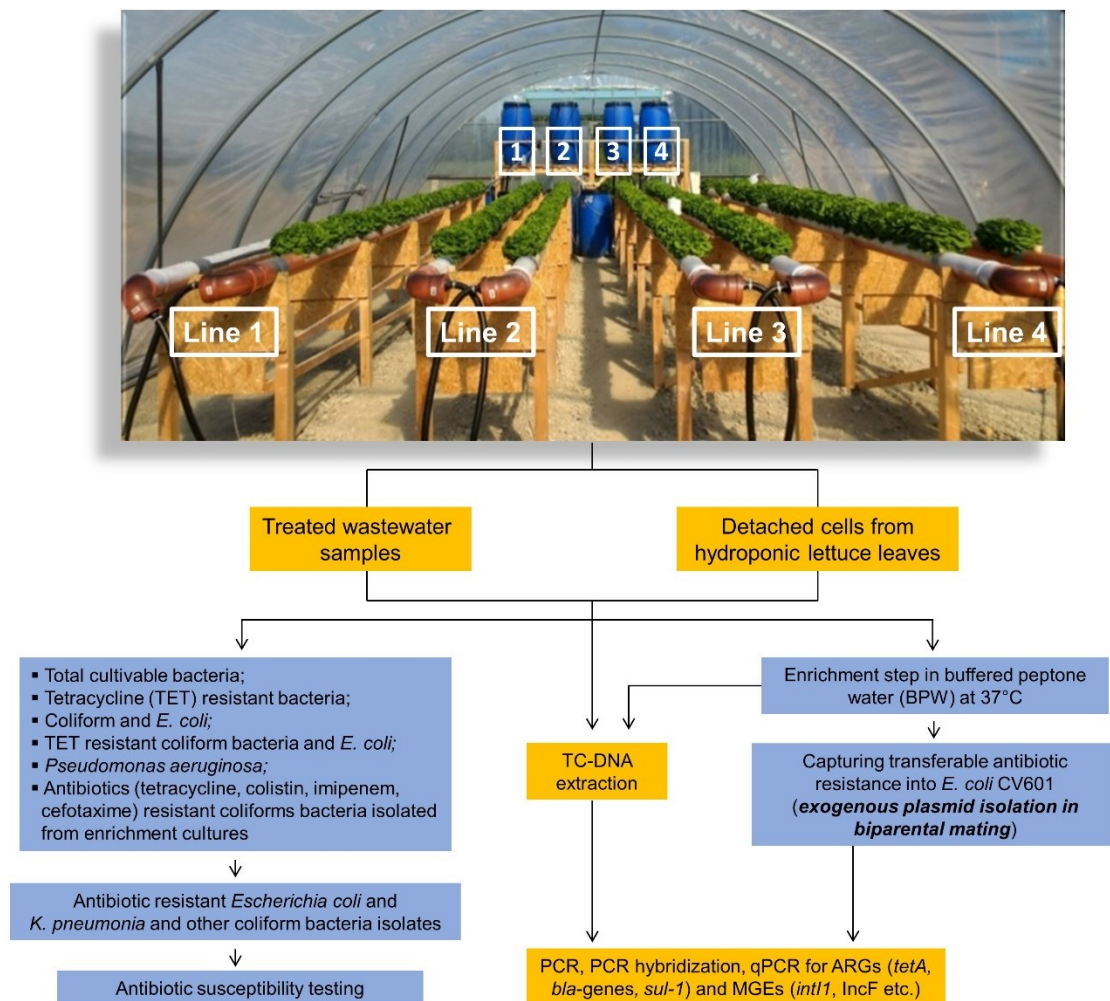 1
2
3
4
Line 1
Line 2
Line 3
Line 4
Treated wastewater
samples
Detached cells from
hydroponic lettuce leaves
▪ Total cultivable bacteria;
▪ Tetracycline (TET) resistant bacteria;
▪ Coliform and E. coli;
▪ TET resistant coliform bacteria and E. coli;
▪ Pseudomonas aeruginosa;
▪ Antibiotics (tetracycline, colistin, imipenem,
cefotaxime) resistant coliforms bacteria isolated
from enrichment cultures
Antibiotic resistant Escherichia coli and
K. pneumonia and other coliform bacteria isolates
Antibiotic susceptibility testing
TC-DNA
extraction
Enrichment step in buffered peptone
water (BPW) at 37°C
Capturing transferable antibiotic
resistance into E. coli CV601
(exogenous plasmid isolation in
biparental mating)
PCR, PCR hybridization, qPCR for ARGs (tetA,
bla-genes, sul-1) and MGEs (intI1, IncF etc.)